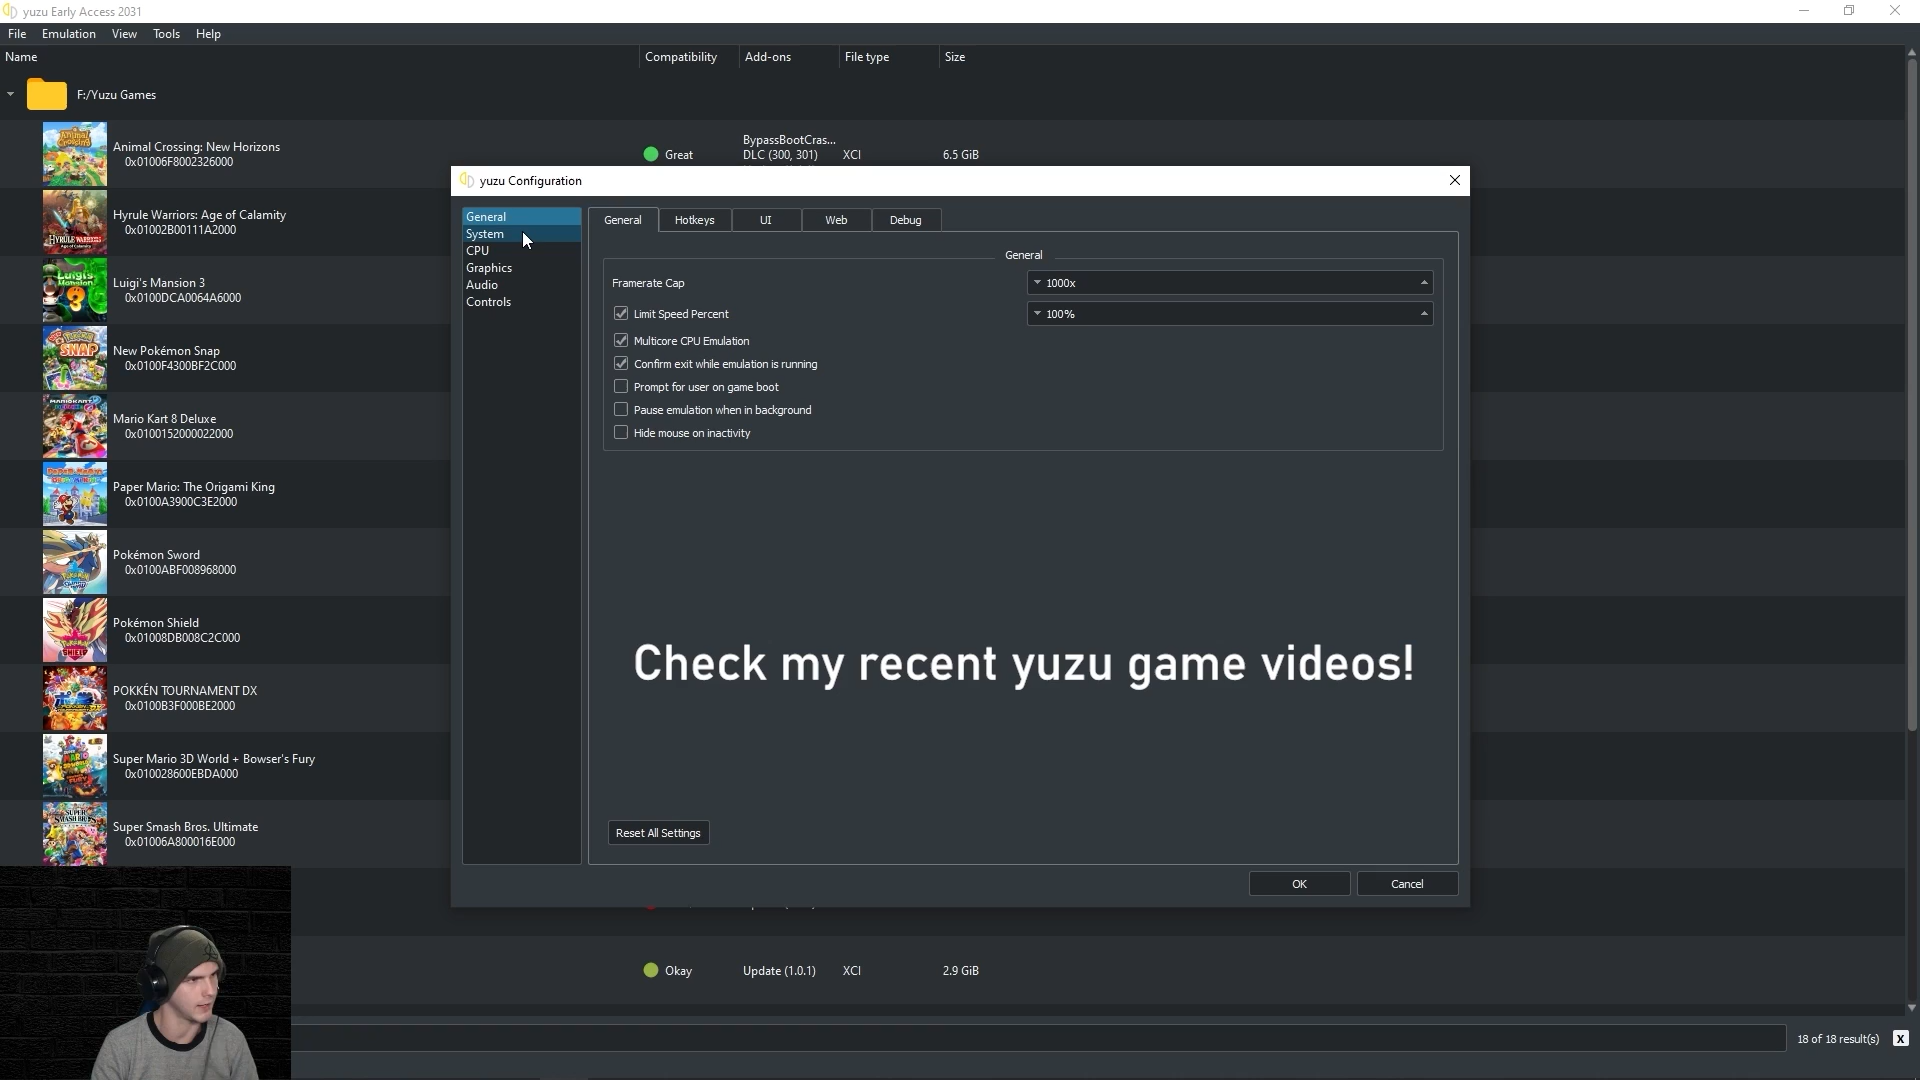 yuzu Early Access 2031
File Emulation View Tools Help
Name Compatibility Add-ons File type Size
F:/Yuzu Games
Animal Crossing: New Horizons
0x01006F8002326000
Great
BypassBootCras...
DLC (300, 301)
XCI
6.5 GiB
Hyrule Warriors: Age of Calamity
0x01002B00111A2000
Luigi's Mansion 3
0x0100DCA0064A6000
New Pokémon Snap
0x0100F4300BF2C000
Mario Kart 8 Deluxe
0x0100152000022000
Paper Mario: The Origami King
0x0100A3900C3E2000
Pokémon Sword
0x0100ABF008968000
Pokémon Shield
0x01008DB008C2C000
POKKÉN TOURNAMENT DX
0x0100B3F000BE2000
Super Mario 3D World + Bowser's Fury
0x010028600EBDA000
Super Smash Bros. Ultimate
0x01006A800016E000
Okay Update (1.0.1) XCI 2.9 GiB
18 of 18 result(s) X
yuzu Configuration
General
System
CPU
Graphics
Audio
Controls
General Hotkeys UI Web Debug
General
Framerate Cap 1000x
Limit Speed Percent 100%
Multicore CPU Emulation
Confirm exit while emulation is running
Prompt for user on game boot
Pause emulation when in background
Hide mouse on inactivity
Check my recent yuzu game videos!
Reset All Settings
OK Cancel